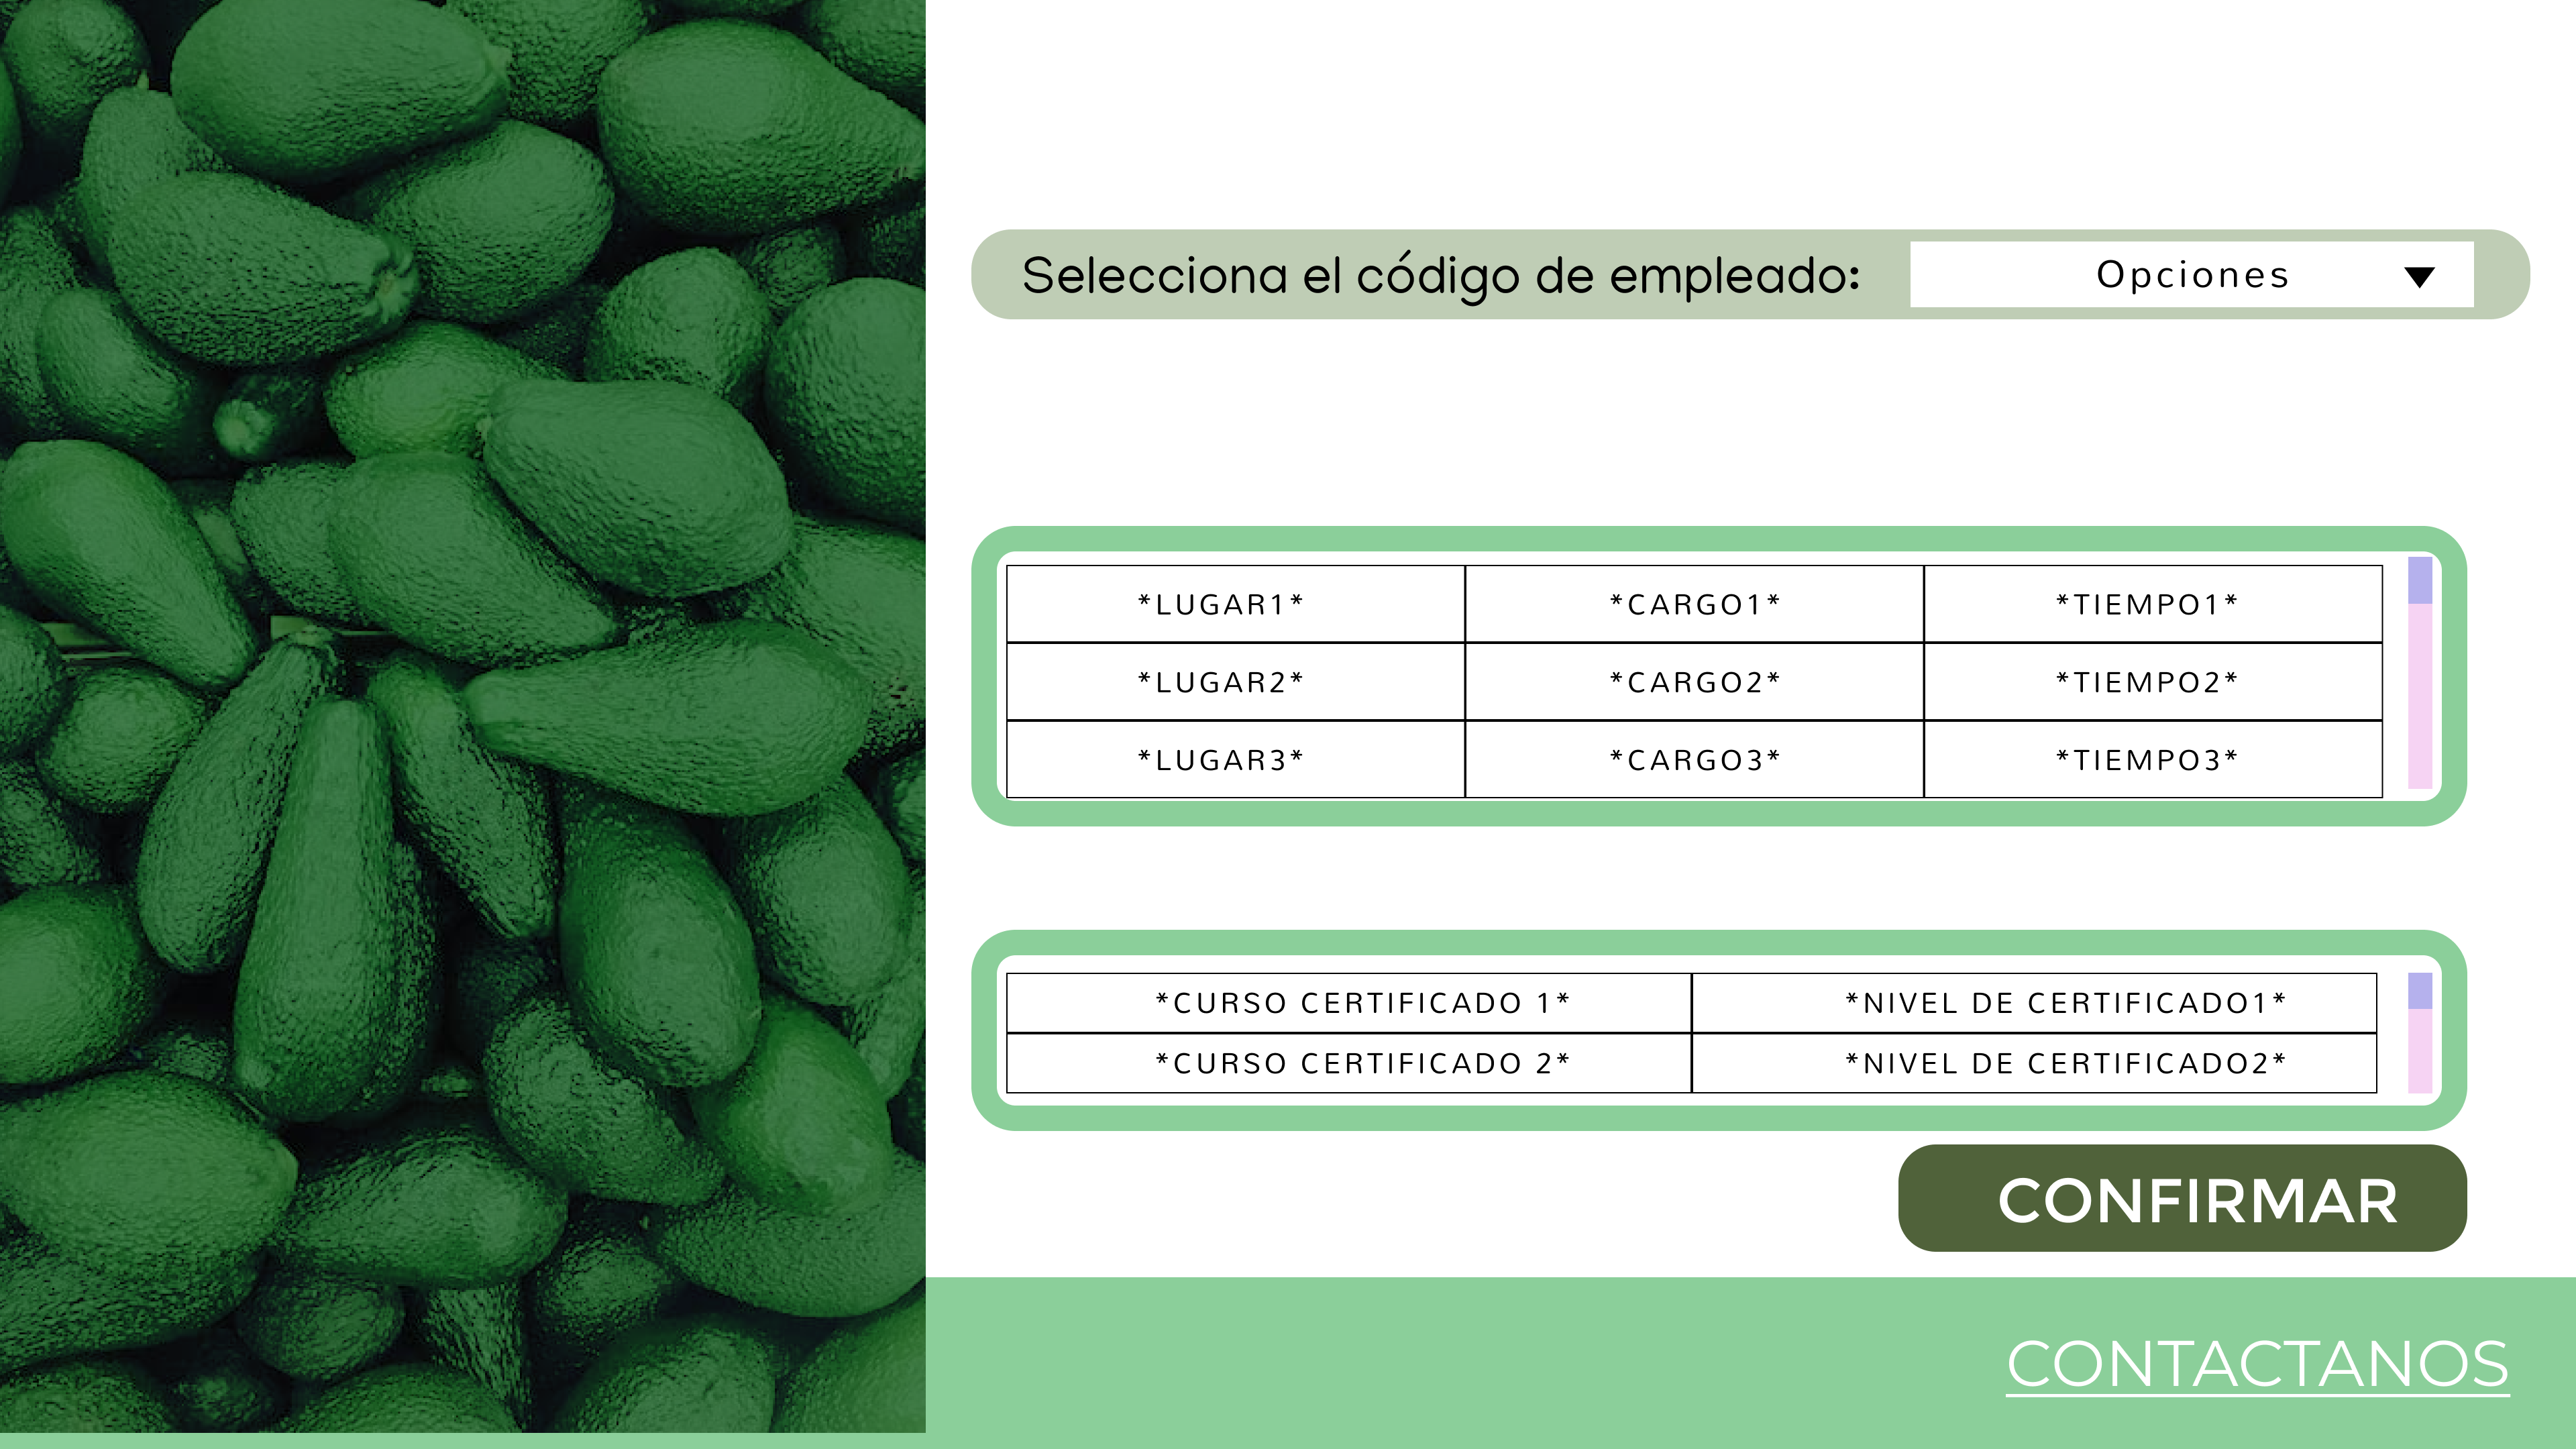 Selecciona el código de empleado: Opciones
*LUGAR1* *CARGO1* *TIEMPO1*
*LUGAR2* *CARGO2* *TIEMPO2*
*LUGAR3* *CARGO3* *TIEMPO3*
*CURSO CERTIFICADO 1* *NIVEL DE CERTIFICADO1*
*CURSO CERTIFICADO 2* *NIVEL DE CERTIFICADO2*
CONFIRMAR
CONTACTANOS